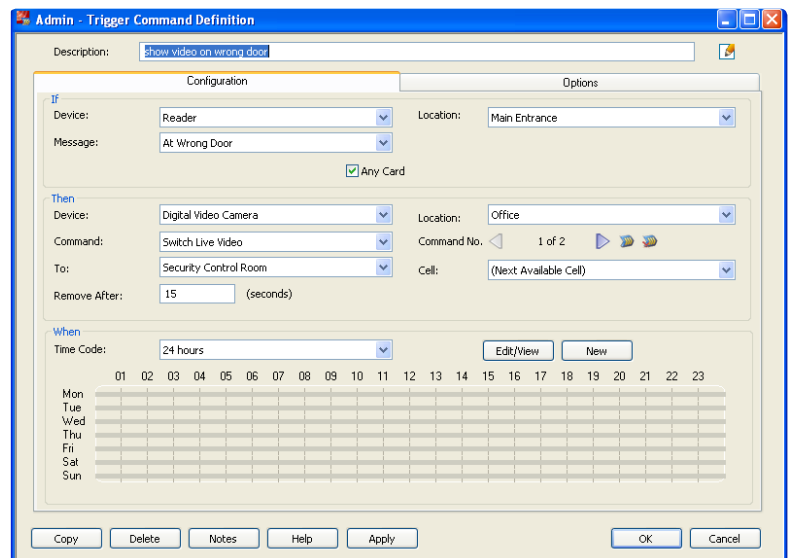 Admin - Trigger Command Definition
Description: show video on wrong door
Configuration Options
If
Device: Reader Location: Main Entrance
Message: At Wrong Door
Any Card
Then
Device: Digital Video Camera Location: Office
Command: Switch Live Video Command No. 1 of 2
To: Security Control Room Cell: (Next Available Cell)
Remove After: 15 (seconds)
When
Time Code: 24 hours Edit/View New
01 02 03 04 05 06 07 08 09 10 11 12 13 14 15 16 17 18 19 20 21 22 23
Mon
Tue
Wed
Thu
Fri
Sat
Sun
Copy Delete Notes Help Apply OK Cancel